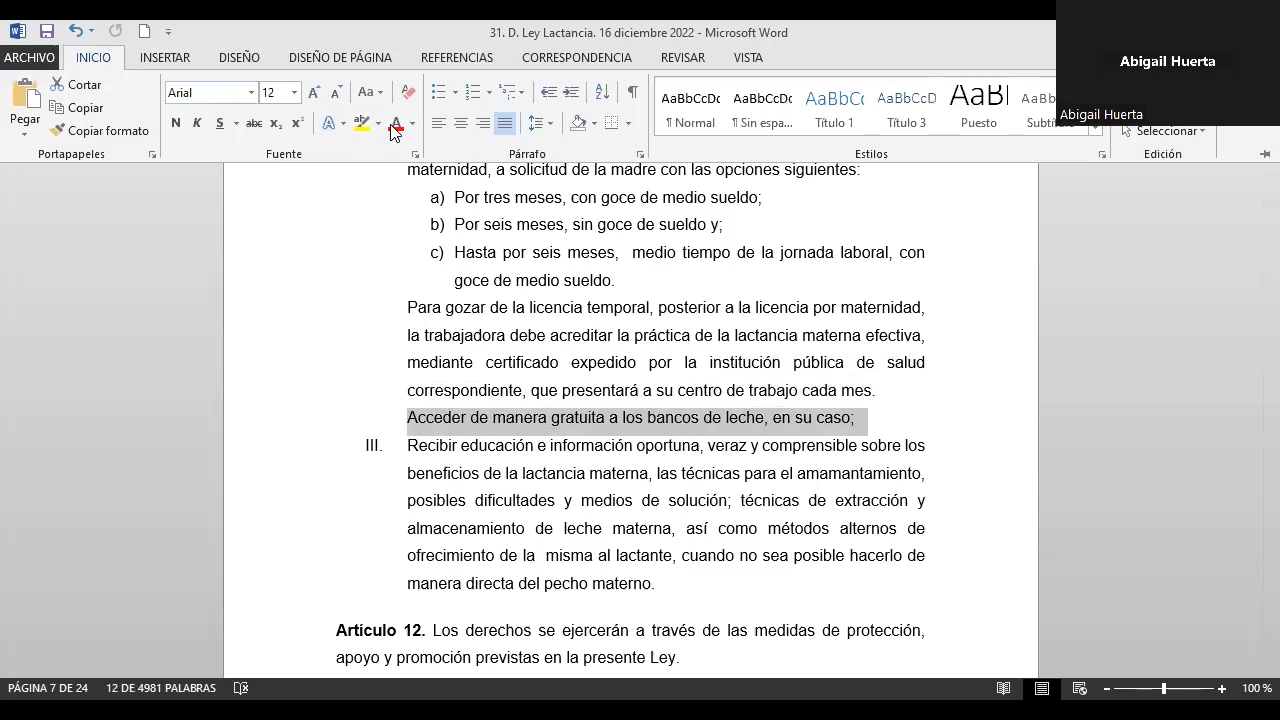 31. D. Ley Lactancia. 16 diciembre 2022 - Microsoft Word
Abigail Huerta
Abigail Huerta
ARCHIVO INICIO INSERTAR DISEÑO DISEÑO DE PÁGINA REFERENCIAS CORRESPONDENCIA REVISAR VISTA
Pegar
Cortar
Copiar
Copiar formato
Portapapeles
Arial 12
N K S abc x₂ x²
Fuente
Párrafo
AaBbCcDc AaBbCcDc AaBbCc AaBbCcD AaBl
¶ Normal ¶ Sin espa... Título 1 Título 3 Puesto
Estilos
Seleccionar
Edición
maternidad, a solicitud de la madre con las opciones siguientes:
a) Por tres meses, con goce de medio sueldo;
b) Por seis meses, sin goce de sueldo y;
c) Hasta por seis meses, medio tiempo de la jornada laboral, con
goce de medio sueldo.
Para gozar de la licencia temporal, posterior a la licencia por maternidad,
la trabajadora debe acreditar la práctica de la lactancia materna efectiva,
mediante certificado expedido por la institución pública de salud
correspondiente, que presentará a su centro de trabajo cada mes.
Acceder de manera gratuita a los bancos de leche, en su caso;
III. Recibir educación e información oportuna, veraz y comprensible sobre los
beneficios de la lactancia materna, las técnicas para el amamantamiento,
posibles dificultades y medios de solución; técnicas de extracción y
almacenamiento de leche materna, así como métodos alternos de
ofrecimiento de la misma al lactante, cuando no sea posible hacerlo de
manera directa del pecho materno.
Artículo 12. Los derechos se ejercerán a través de las medidas de protección,
apoyo y promoción previstas en la presente Ley.
PÁGINA 7 DE 24 12 DE 4981 PALABRAS 100 %